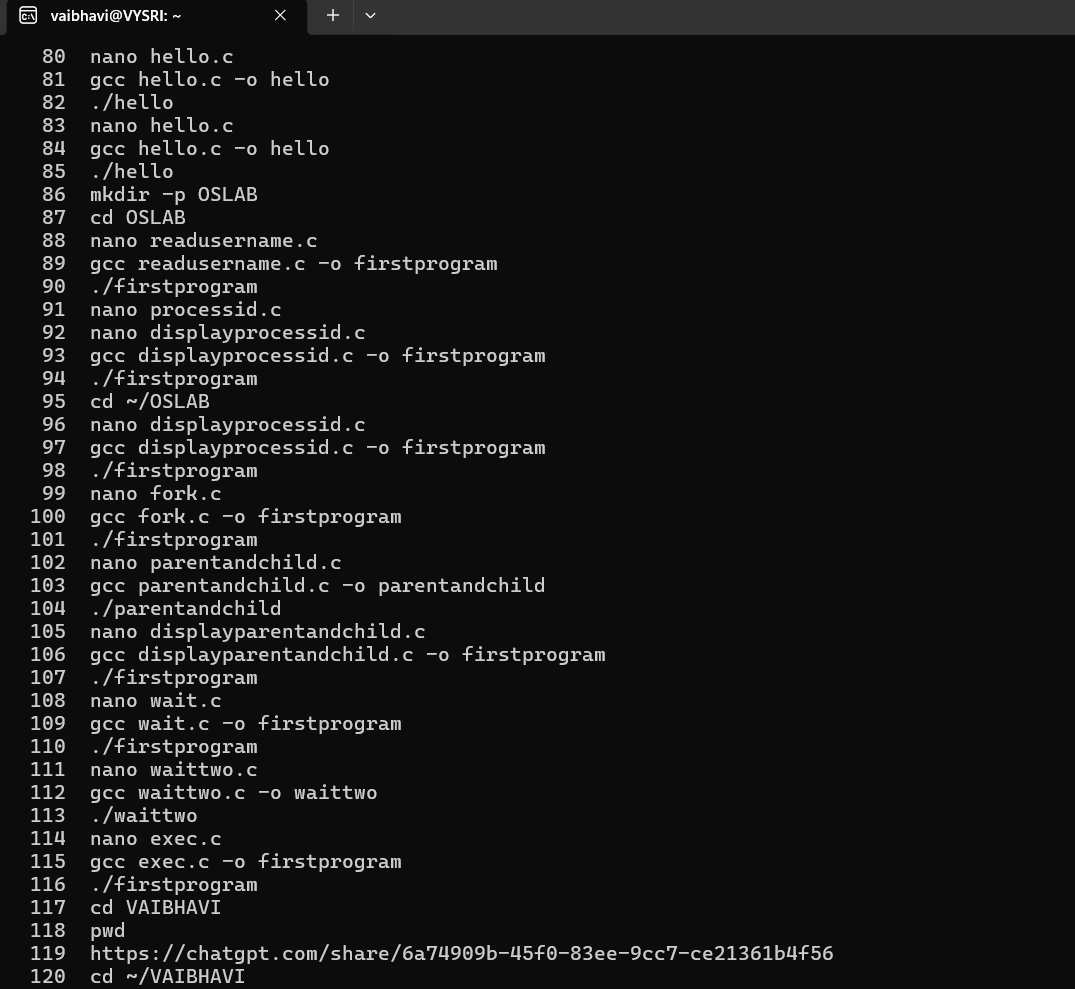 vaibhavi@VYSRI: ~
80 nano hello.c
81 gcc hello.c -o hello
82 ./hello
83 nano hello.c
84 gcc hello.c -o hello
85 ./hello
86 mkdir -p OSLAB
87 cd OSLAB
88 nano readusername.c
89 gcc readusername.c -o firstprogram
90 ./firstprogram
91 nano processid.c
92 nano displayprocessid.c
93 gcc displayprocessid.c -o firstprogram
94 ./firstprogram
95 cd ~/OSLAB
96 nano displayprocessid.c
97 gcc displayprocessid.c -o firstprogram
98 ./firstprogram
99 nano fork.c
100 gcc fork.c -o firstprogram
101 ./firstprogram
102 nano parentandchild.c
103 gcc parentandchild.c -o parentandchild
104 ./parentandchild
105 nano displayparentandchild.c
106 gcc displayparentandchild.c -o firstprogram
107 ./firstprogram
108 nano wait.c
109 gcc wait.c -o firstprogram
110 ./firstprogram
111 nano waittwo.c
112 gcc waittwo.c -o waittwo
113 ./waittwo
114 nano exec.c
115 gcc exec.c -o firstprogram
116 ./firstprogram
117 cd VAIBHAVI
118 pwd
119 https://chatgpt.com/share/6a74909b-45f0-83ee-9cc7-ce21361b4f56
120 cd ~/VAIBHAVI